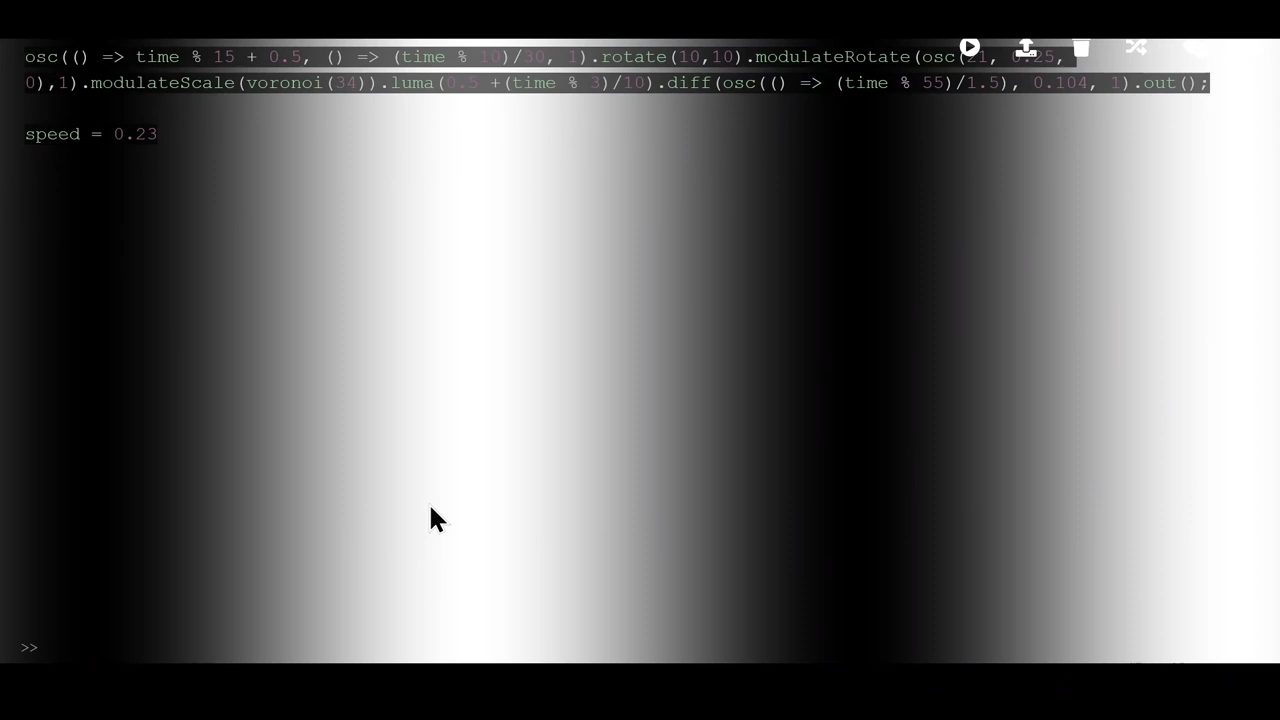 osc(() => time % 15 + 0.5, () => (time % 10)/30, 1).rotate(10,10).modulateRotate(osc(21, 0.25,
0),1).modulateScale(voronoi(34)).luma(0.5 +(time % 3)/10).diff(osc(() => (time % 55)/1.5), 0.104, 1).out();
speed = 0.23
>>